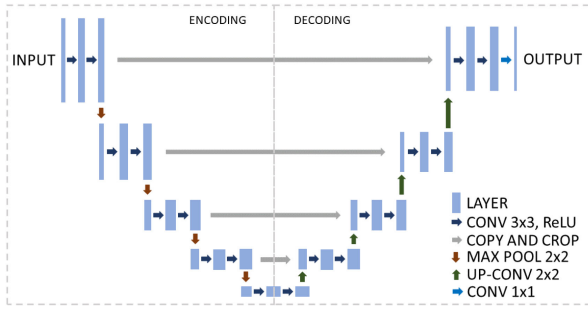 ENCODING DECODING
INPUT OUTPUT
LAYER
CONV 3x3, ReLU
COPY AND CROP
MAX POOL 2x2
UP-CONV 2x2
CONV 1x1